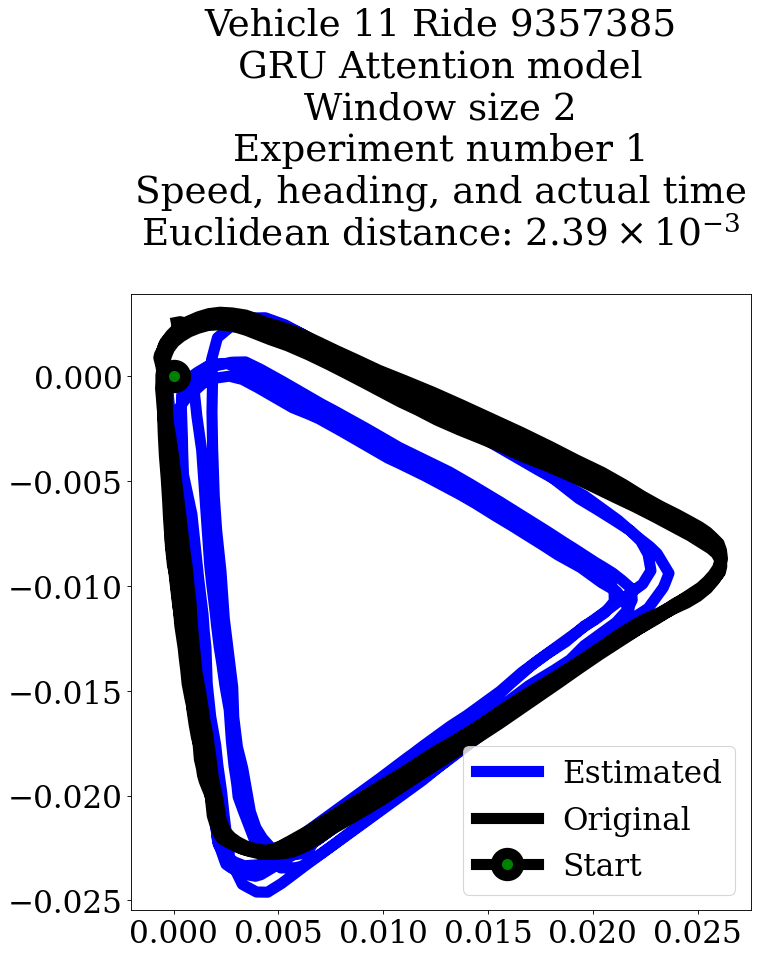 Vehicle 11 Ride 9357385
GRU Attention model
Window size 2
Experiment number 1
Speed, heading, and actual time
Euclidean distance: 2.39 × 10⁻³
0.000
−0.005
−0.010
−0.015
−0.020
−0.025
Estimated
Original
Start
0.000 0.005 0.010 0.015 0.020 0.025